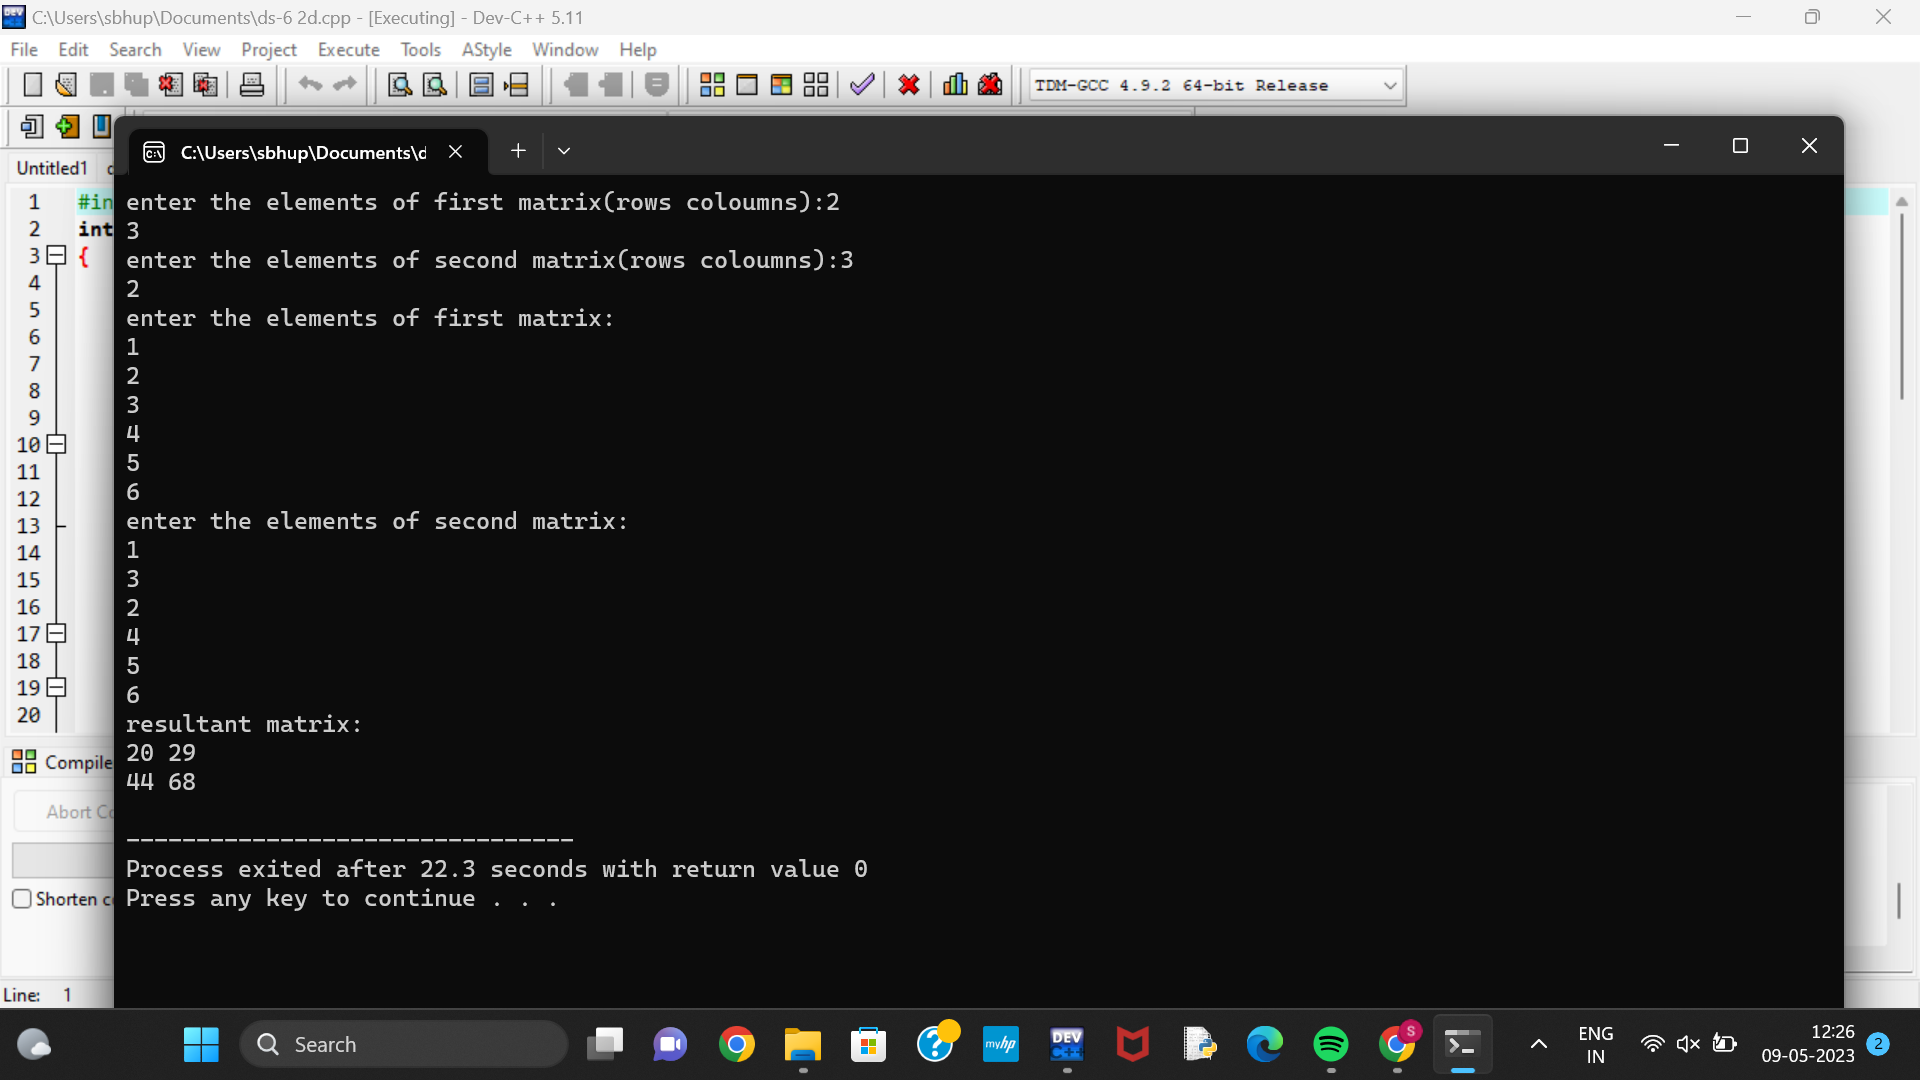 C:\Users\sbhup\Documents\ds-6 2d.cpp - [Executing] - Dev-C++ 5.11
File Edit Search View Project Execute Tools AStyle Window Help
TDM-GCC 4.9.2 64-bit Release
C:\Users\sbhup\Documents\d
Untitled1
1 #in
2 int
3 {
4
5
6
7
8
9
10
11
12
13
14
15
16
17
18
19
20
enter the elements of first matrix(rows coloumns):2
3
enter the elements of second matrix(rows coloumns):3
2
enter the elements of first matrix:
1
2
3
4
5
6
enter the elements of second matrix:
1
3
2
4
5
6
resultant matrix:
20 29
44 68
--------------------------------
Process exited after 22.3 seconds with return value 0
Press any key to continue . . .
Compile
Abort Co
Shorten c
Line: 1
Search
myhp
DEV C++
S
ENG
IN
12:26
09-05-2023
2